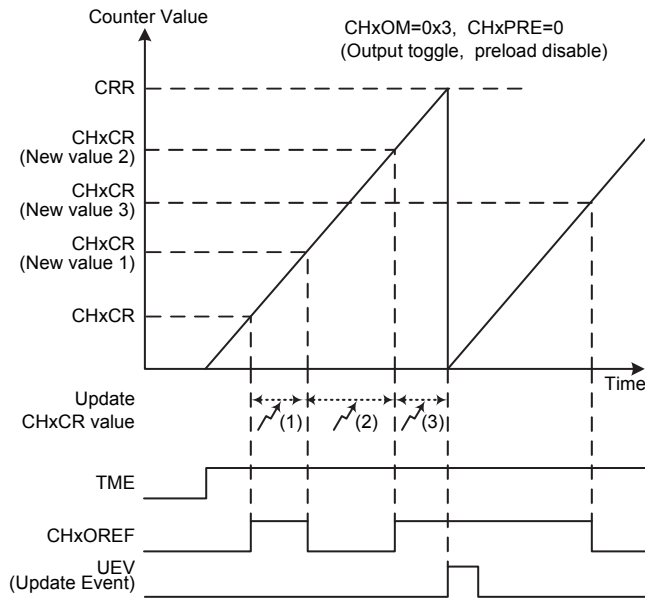 Counter Value
CHxOM=0x3, CHxPRE=0
(Output toggle, preload disable)
CRR
CHxCR
(New value 2)
CHxCR
(New value 3)
CHxCR
(New value 1)
CHxCR
Time
Update
CHxCR value
(1)
(2)
(3)
TME
CHxOREF
UEV
(Update Event)